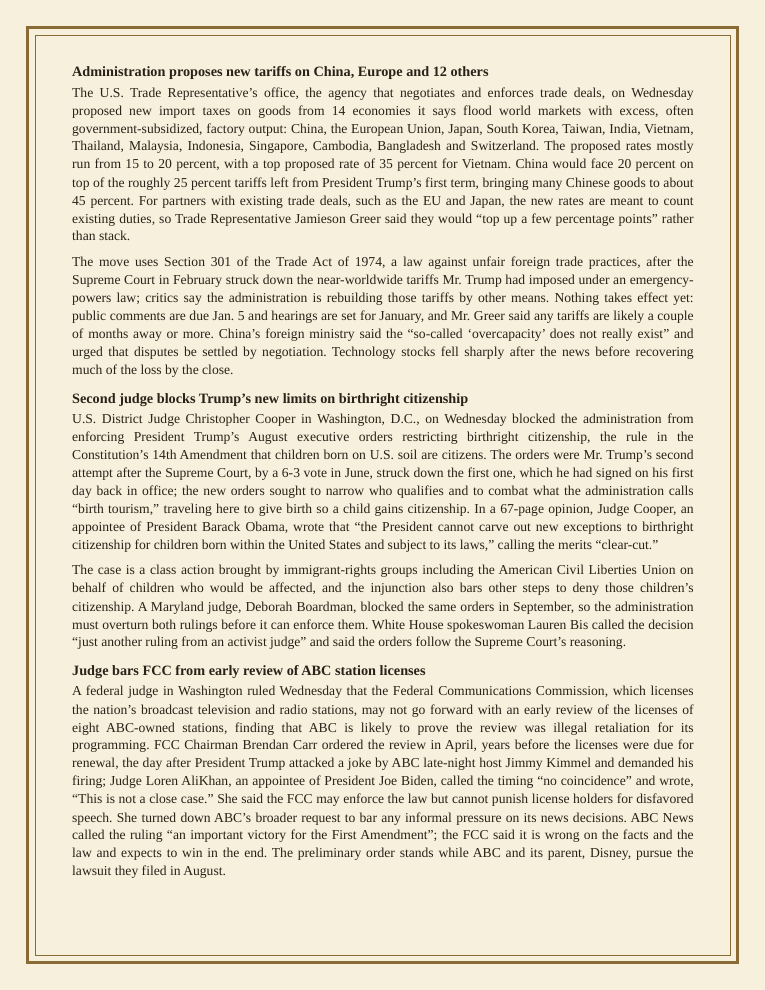 Administration proposes new tariffs on China, Europe and 12 others
The U.S. Trade Representative’s office, the agency that negotiates and enforces trade deals, on Wednesday
proposed new import taxes on goods from 14 economies it says flood world markets with excess, often
government-subsidized, factory output: China, the European Union, Japan, South Korea, Taiwan, India, Vietnam,
Thailand, Malaysia, Indonesia, Singapore, Cambodia, Bangladesh and Switzerland. The proposed rates mostly
run from 15 to 20 percent, with a top proposed rate of 35 percent for Vietnam. China would face 20 percent on
top of the roughly 25 percent tariffs left from President Trump’s first term, bringing many Chinese goods to about
45 percent. For partners with existing trade deals, such as the EU and Japan, the new rates are meant to count
existing duties, so Trade Representative Jamieson Greer said they would “top up a few percentage points” rather
than stack.
The move uses Section 301 of the Trade Act of 1974, a law against unfair foreign trade practices, after the
Supreme Court in February struck down the near-worldwide tariffs Mr. Trump had imposed under an emergency-
powers law; critics say the administration is rebuilding those tariffs by other means. Nothing takes effect yet:
public comments are due Jan. 5 and hearings are set for January, and Mr. Greer said any tariffs are likely a couple
of months away or more. China’s foreign ministry said the “so-called ‘overcapacity’ does not really exist” and
urged that disputes be settled by negotiation. Technology stocks fell sharply after the news before recovering
much of the loss by the close.
Second judge blocks Trump’s new limits on birthright citizenship
U.S. District Judge Christopher Cooper in Washington, D.C., on Wednesday blocked the administration from
enforcing President Trump’s August executive orders restricting birthright citizenship, the rule in the
Constitution’s 14th Amendment that children born on U.S. soil are citizens. The orders were Mr. Trump’s second
attempt after the Supreme Court, by a 6-3 vote in June, struck down the first one, which he had signed on his first
day back in office; the new orders sought to narrow who qualifies and to combat what the administration calls
“birth tourism,” traveling here to give birth so a child gains citizenship. In a 67-page opinion, Judge Cooper, an
appointee of President Barack Obama, wrote that “the President cannot carve out new exceptions to birthright
citizenship for children born within the United States and subject to its laws,” calling the merits “clear-cut.”
The case is a class action brought by immigrant-rights groups including the American Civil Liberties Union on
behalf of children who would be affected, and the injunction also bars other steps to deny those children’s
citizenship. A Maryland judge, Deborah Boardman, blocked the same orders in September, so the administration
must overturn both rulings before it can enforce them. White House spokeswoman Lauren Bis called the decision
“just another ruling from an activist judge” and said the orders follow the Supreme Court’s reasoning.
Judge bars FCC from early review of ABC station licenses
A federal judge in Washington ruled Wednesday that the Federal Communications Commission, which licenses
the nation’s broadcast television and radio stations, may not go forward with an early review of the licenses of
eight ABC-owned stations, finding that ABC is likely to prove the review was illegal retaliation for its
programming. FCC Chairman Brendan Carr ordered the review in April, years before the licenses were due for
renewal, the day after President Trump attacked a joke by ABC late-night host Jimmy Kimmel and demanded his
firing; Judge Loren AliKhan, an appointee of President Joe Biden, called the timing “no coincidence” and wrote,
“This is not a close case.” She said the FCC may enforce the law but cannot punish license holders for disfavored
speech. She turned down ABC’s broader request to bar any informal pressure on its news decisions. ABC News
called the ruling “an important victory for the First Amendment”; the FCC said it is wrong on the facts and the
law and expects to win in the end. The preliminary order stands while ABC and its parent, Disney, pursue the
lawsuit they filed in August.